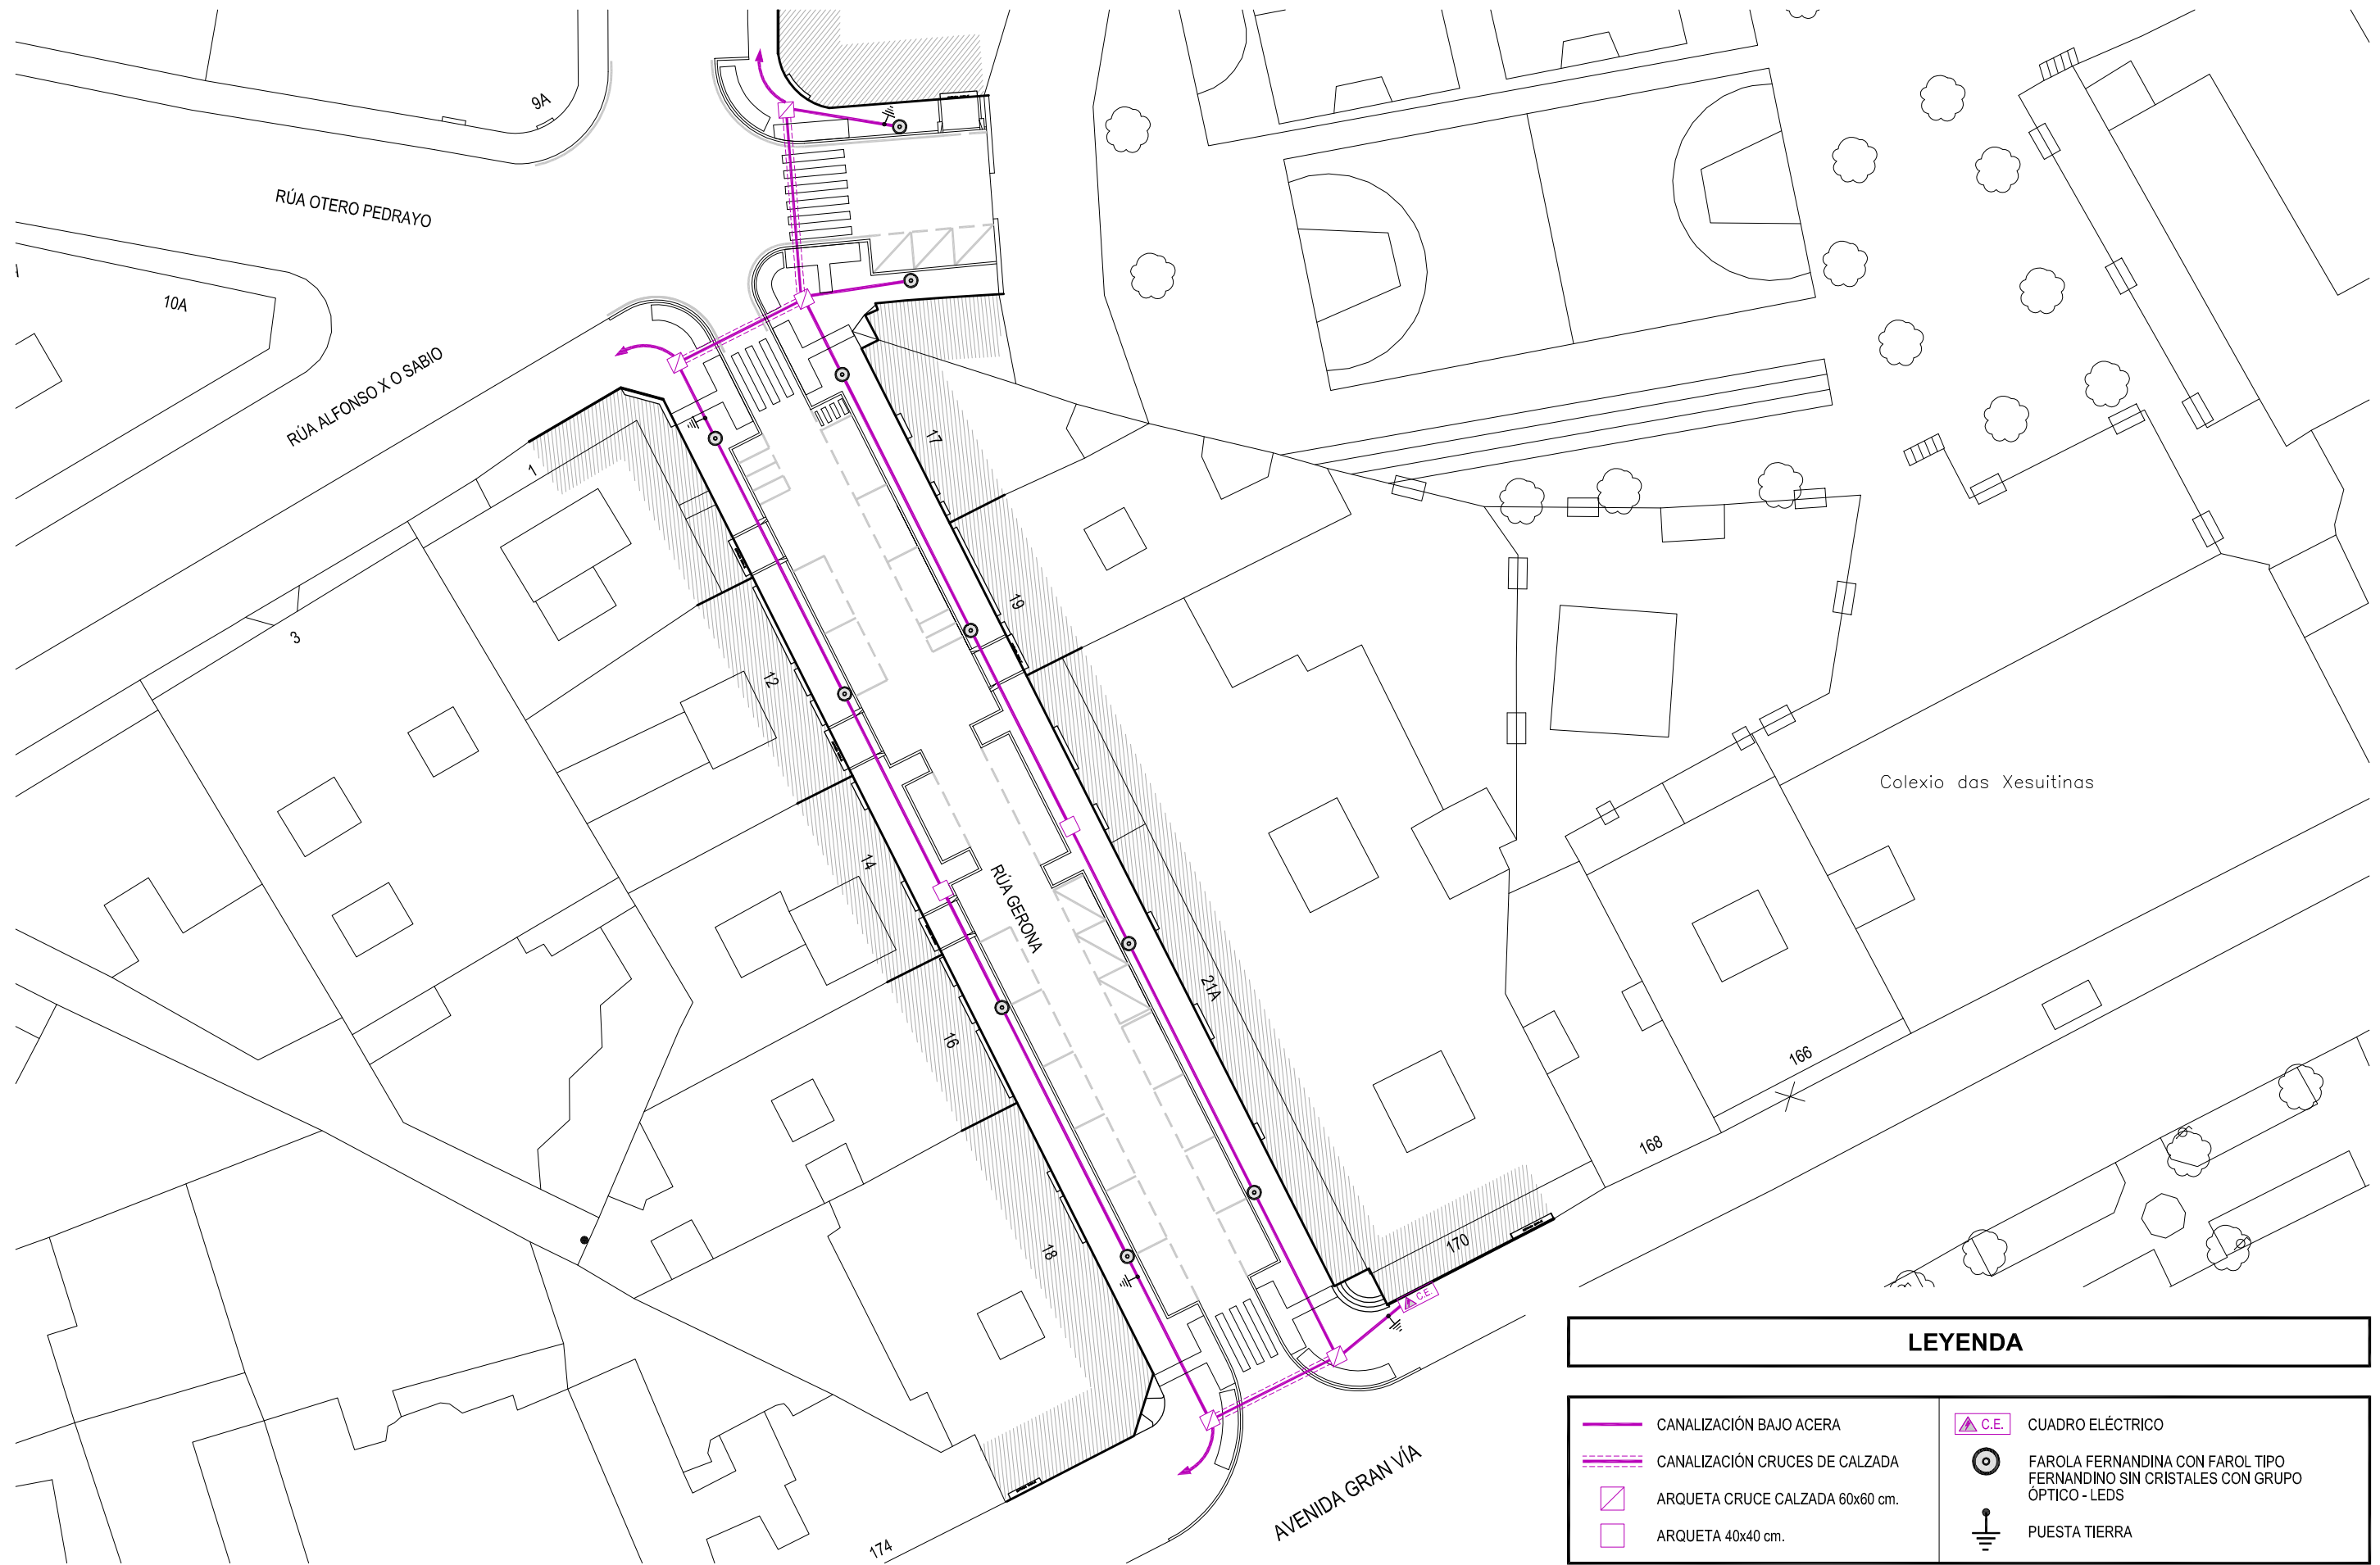 9A
RÚA OTERO PEDRAYO
10A
RÚA ALFONSO X O SABIO
1
3
17
19
12
14
16
18
21A
RÚA GERONA
Colexio das Xesuitinas
166
168
170
C.E.
174
AVENIDA GRAN VÍA
LEYENDA
CANALIZACIÓN BAJO ACERA
CANALIZACIÓN CRUCES DE CALZADA
ARQUETA CRUCE CALZADA 60x60 cm.
ARQUETA 40x40 cm.
C.E. CUADRO ELÉCTRICO
FAROLA FERNANDINA CON FAROL TIPO
FERNANDINO SIN CRISTALES CON GRUPO
ÓPTICO - LEDS
PUESTA TIERRA